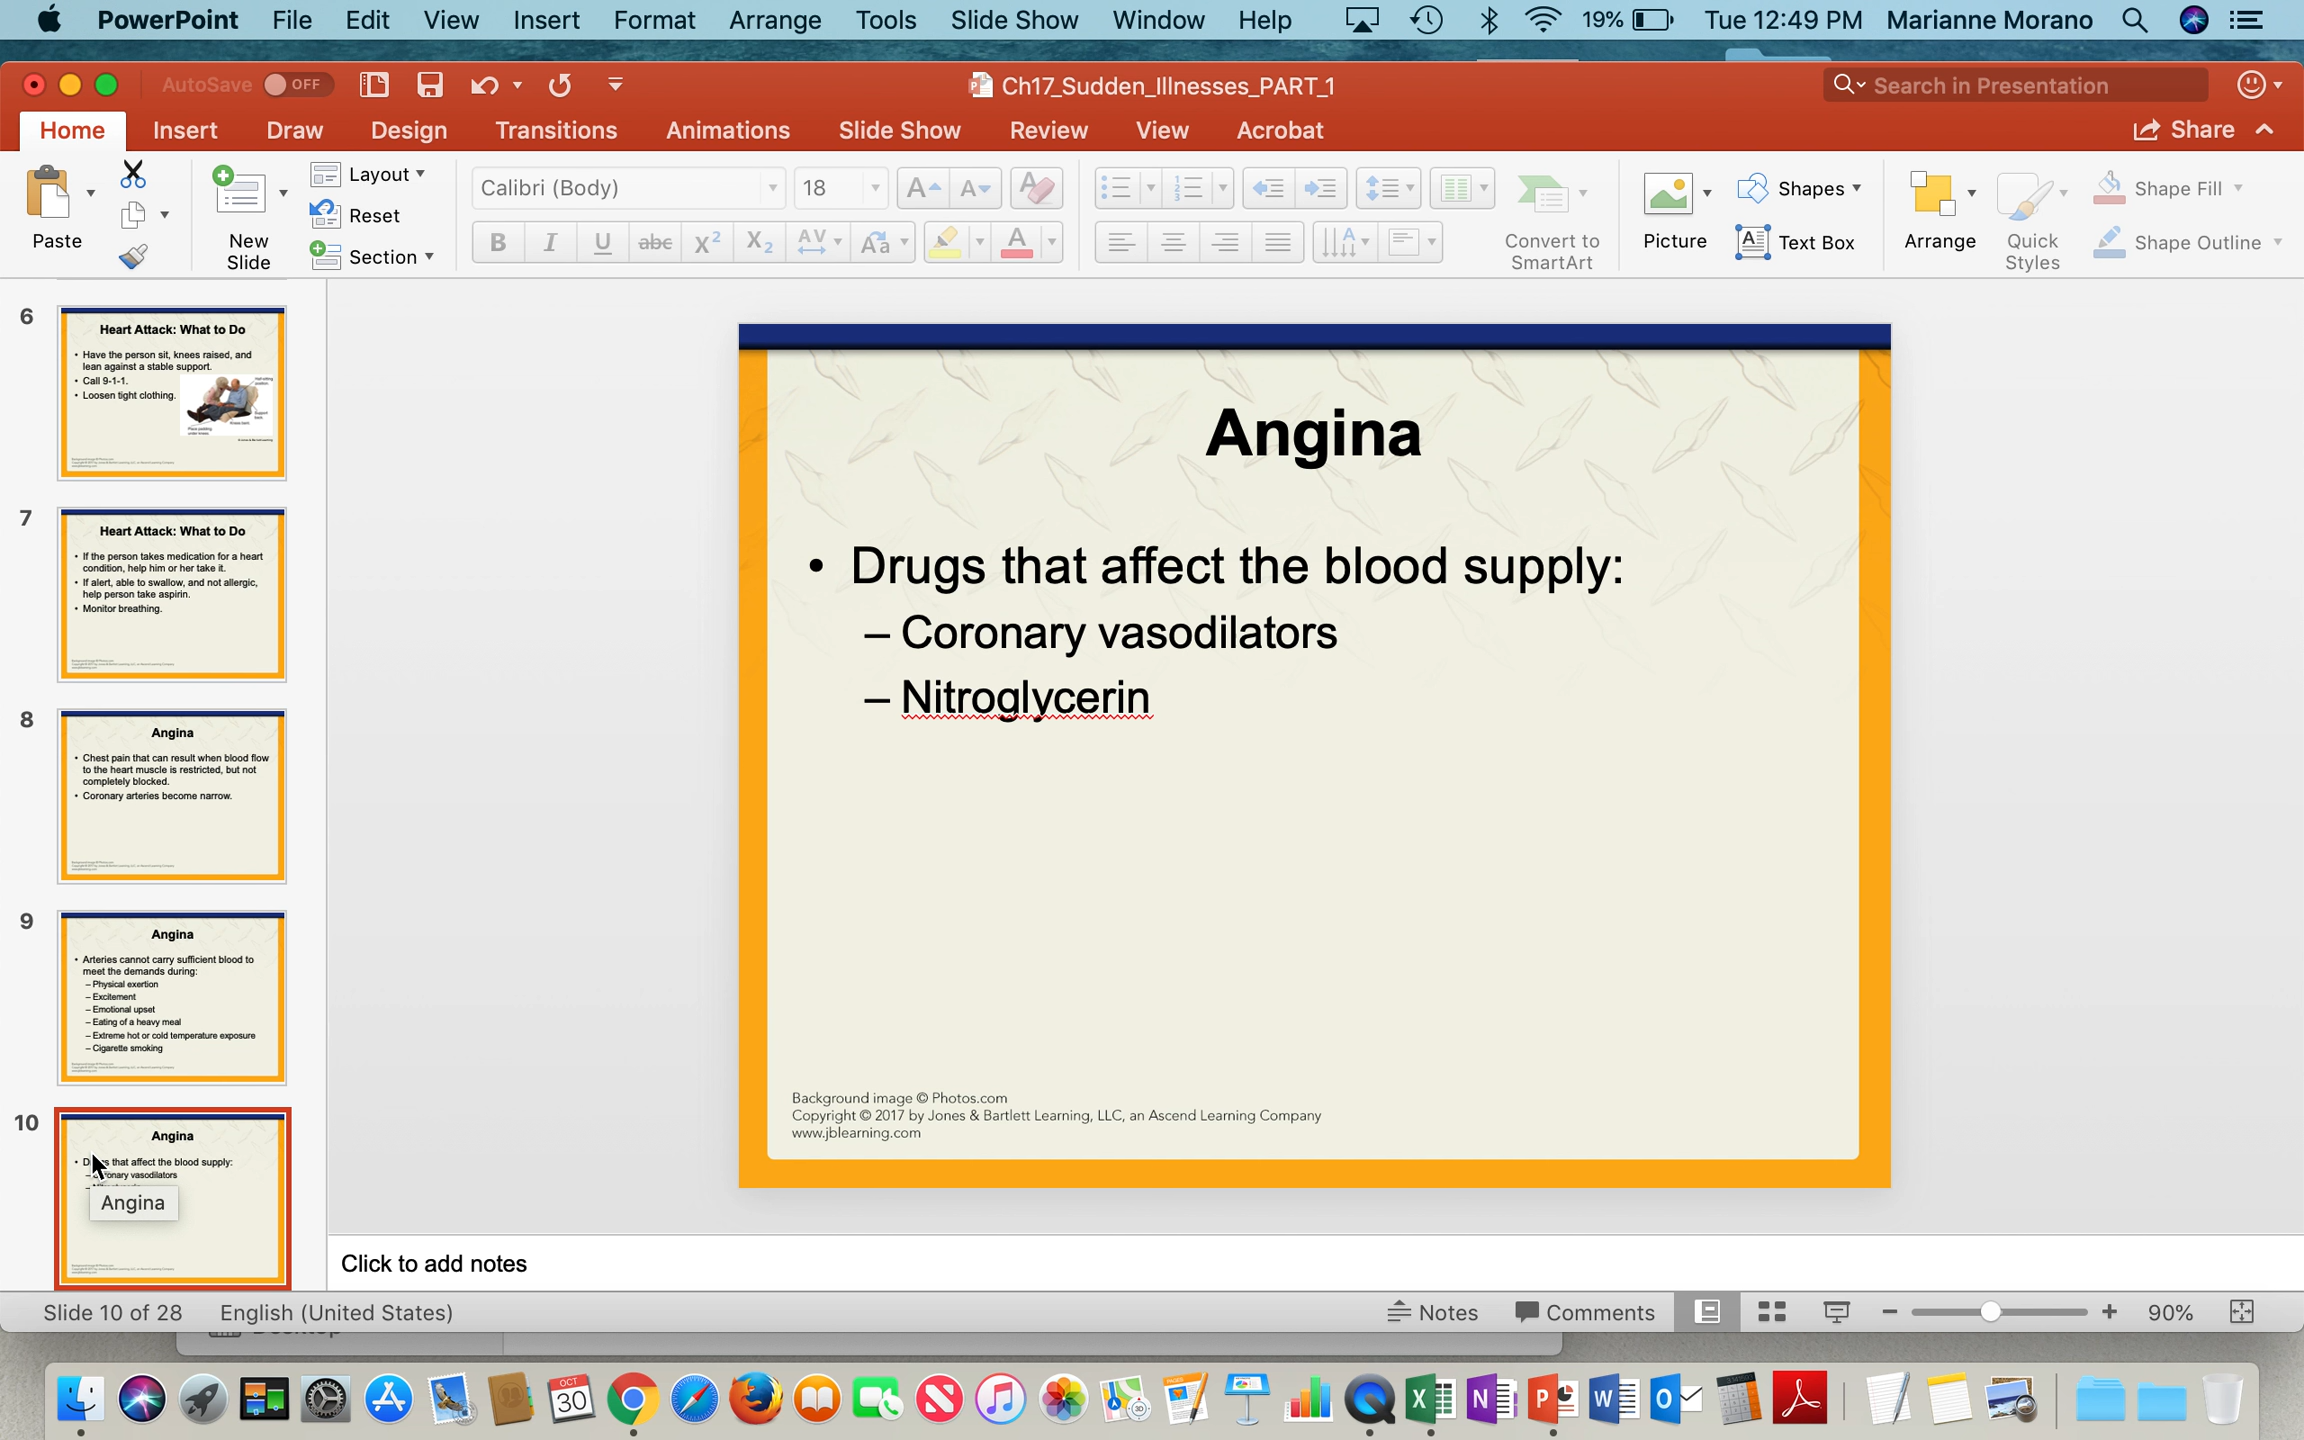 PowerPoint File Edit View Insert Format Arrange Tools Slide Show Window Help 19% Tue 12:49 PM Marianne Morano
AutoSave OFF Ch17_Sudden_Illnesses_PART_1 Search in Presentation
Home Insert Draw Design Transitions Animations Slide Show Review View Acrobat Share
Paste
New
Slide
Layout
Reset
Section
Calibri (Body) 18
Convert to
SmartArt
Picture
Shapes
Text Box
Arrange
Quick
Styles
Shape Fill
Shape Outline
6
Heart Attack: What to Do
• Have the person sit, knees raised, and
lean against a stable support.
• Call 9-1-1.
• Loosen tight clothing.
7
Heart Attack: What to Do
• If the person takes medication for a heart
condition, help him or her take it.
• If alert, able to swallow, and not allergic,
help person take aspirin.
• Monitor breathing.
8
Angina
• Chest pain that can result when blood flow
to the heart muscle is restricted, but not
completely blocked.
• Coronary arteries become narrow.
9
Angina
• Arteries cannot carry sufficient blood to
meet the demands during:
– Physical exertion
– Excitement
– Emotional upset
– Eating of a heavy meal
– Extreme hot or cold temperature exposure
– Cigarette smoking
10
Angina
that affect the blood supply:
vasodilators
Angina
Angina
• Drugs that affect the blood supply:
– Coronary vasodilators
– Nitroglycerin
Background image © Photos.com
Copyright © 2017 by Jones & Bartlett Learning, LLC, an Ascend Learning Company
www.jblearning.com
Click to add notes
Slide 10 of 28 English (United States) Notes Comments 90%
OCT
30